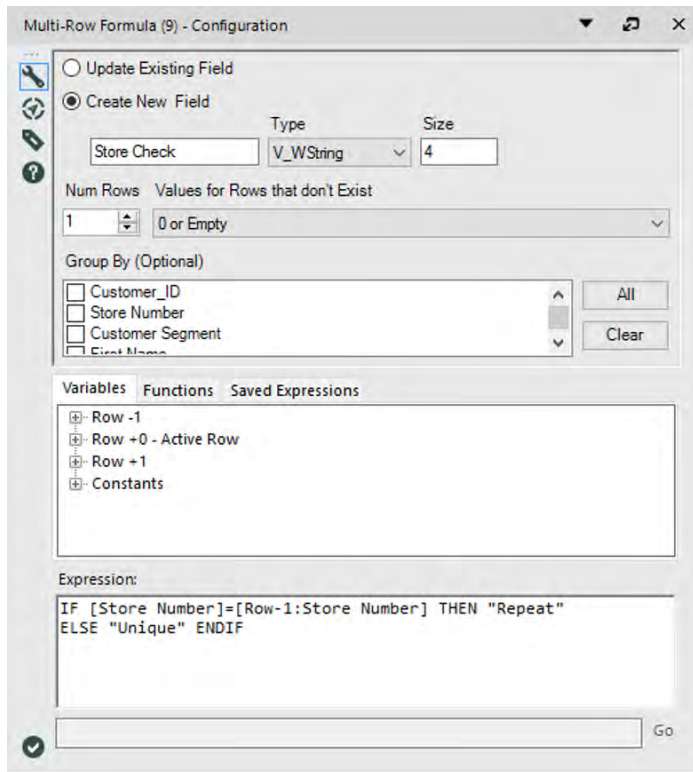 Multi-Row Formula (9) - Configuration
Update Existing Field
Create New Field
Type
Size
Store Check
V_WString
4
Num Rows
Values for Rows that don't Exist
1
0 or Empty
Group By (Optional)
Customer_ID
Store Number
Customer Segment
First Name
All
Clear
Variables
Functions
Saved Expressions
Row -1
Row +0 - Active Row
Row +1
Constants
Expression:
IF [Store Number]=[Row-1:Store Number] THEN "Repeat"
ELSE "Unique" ENDIF
Go